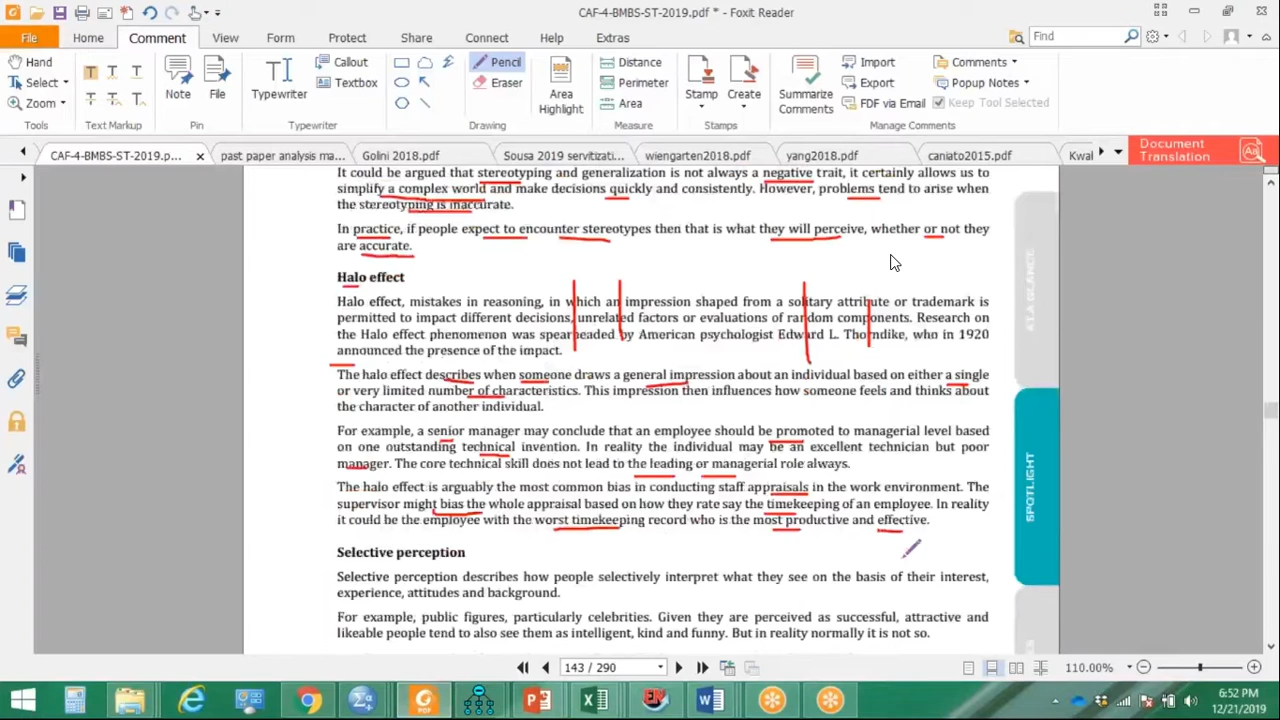 CAF-4-BMBS-ST-2019.pdf * - Foxit Reader
File Home Comment View Form Protect Share Connect Help Extras Find
Hand Select Zoom Tools
T T T T T T Text Markup
Note File Pin
Typewriter Callout Textbox Typewriter
Pencil Eraser Drawing
Area Highlight Distance Perimeter Area Measure
Stamp Create Stamps
Summarize Comments Import Export FDF via Email Comments Popup Notes Keep Tool Selected Manage Comments
CAF-4-BMBS-ST-2019.p... past paper analysis ma... Golini 2018.pdf Sousa 2019 servitizati... wiengarten2018.pdf yang2018.pdf caniato2015.pdf Kwal Document Translation
It could be argued that stereotyping and generalization is not always a negative trait, it certainly allows us to
simplify a complex world and make decisions quickly and consistently. However, problems tend to arise when
the stereotyping is inaccurate.
In practice, if people expect to encounter stereotypes then that is what they will perceive, whether or not they
are accurate.
Halo effect
Halo effect, mistakes in reasoning, in which an impression shaped from a solitary attribute or trademark is
permitted to impact different decisions, unrelated factors or evaluations of random components. Research on
the Halo effect phenomenon was spearheaded by American psychologist Edward L. Thorndike, who in 1920
announced the presence of the impact.
The halo effect describes when someone draws a general impression about an individual based on either a single
or very limited number of characteristics. This impression then influences how someone feels and thinks about
the character of another individual.
For example, a senior manager may conclude that an employee should be promoted to managerial level based
on one outstanding technical invention. In reality the individual may be an excellent technician but poor
manager. The core technical skill does not lead to the leading or managerial role always.
The halo effect is arguably the most common bias in conducting staff appraisals in the work environment. The
supervisor might bias the whole appraisal based on how they rate say the timekeeping of an employee. In reality
it could be the employee with the worst timekeeping record who is the most productive and effective.
Selective perception
Selective perception describes how people selectively interpret what they see on the basis of their interest,
experience, attitudes and background.
For example, public figures, particularly celebrities. Given they are perceived as successful, attractive and
likeable people tend to also see them as intelligent, kind and funny. But in reality normally it is not so.
AT A GLANCE
SPOTLIGHT
143 / 290 110.00%
6:52 PM
12/21/2019